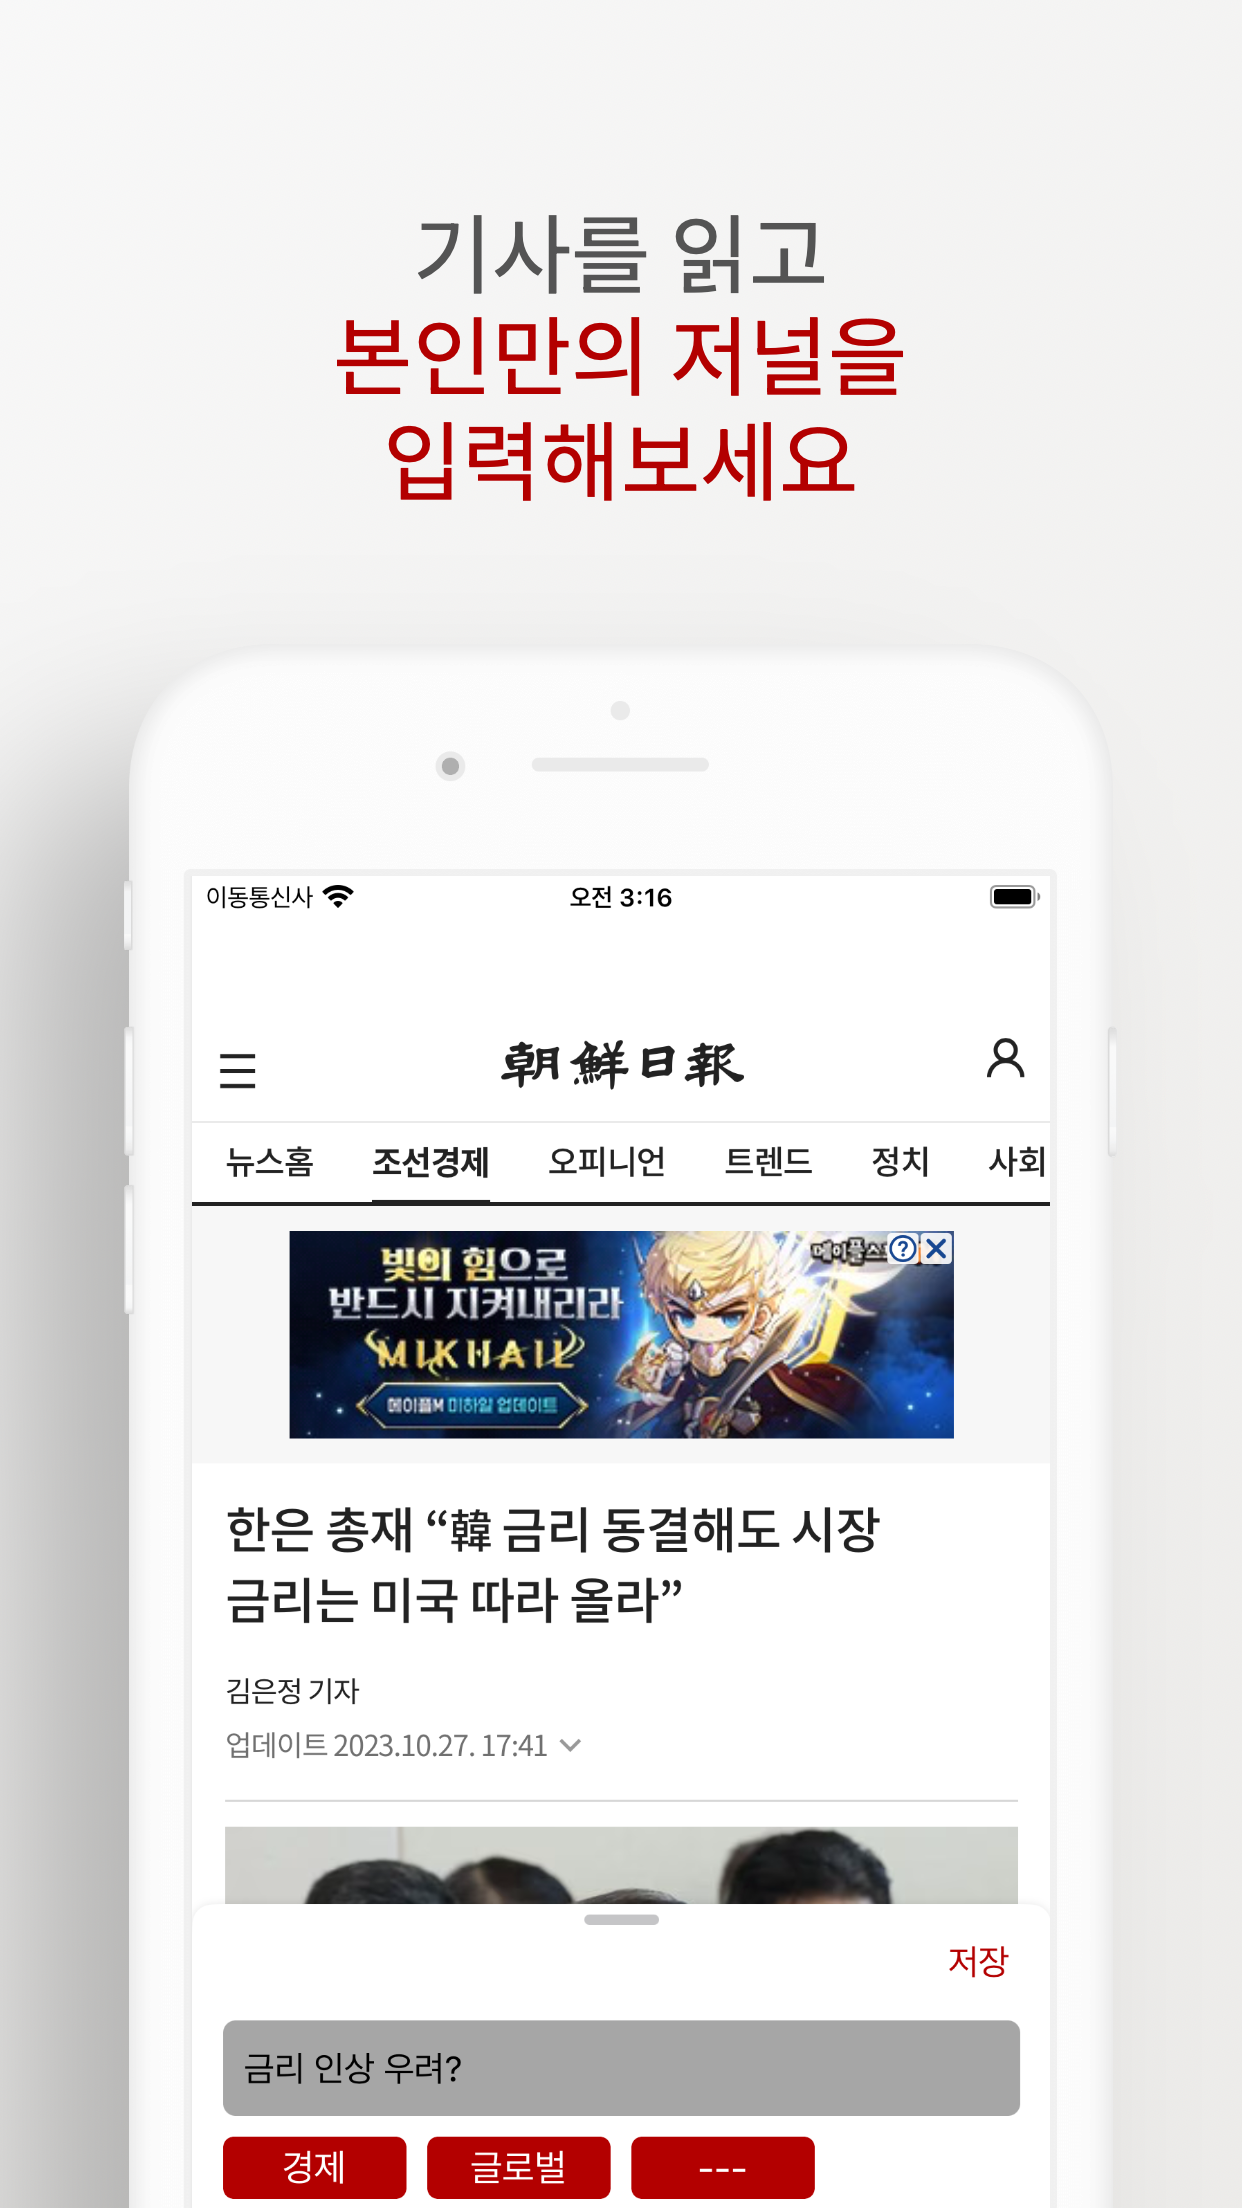 기사를 읽고
본인만의 저널을
입력해보세요
이동통신사
오전 3:16
朝鮮日報
뉴스홈 조선경제 오피니언 트렌드 정치 사회
빛의 힘으로
메이플스
반드시 지켜내리라
MIKHAIL
메이플M 미하일 업데이트
한은 총재 “韓 금리 동결해도 시장
금리는 미국 따라 올라”
김은정 기자
업데이트 2023.10.27. 17:41
저장
금리 인상 우려?
경제 글로벌 ---